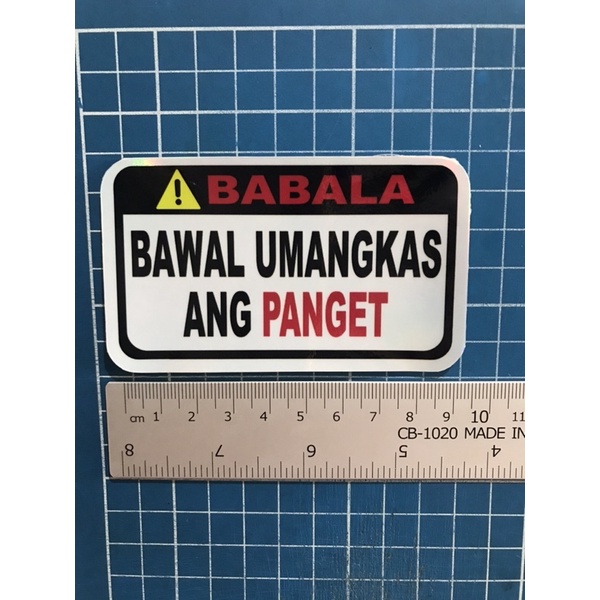 BABALA
BAWAL UMANGKAS
ANG PANGET
cm 1 2 3 4 5 6 7 8 9 10 11
CB-1020 MADE IN
8 7 6 5 4